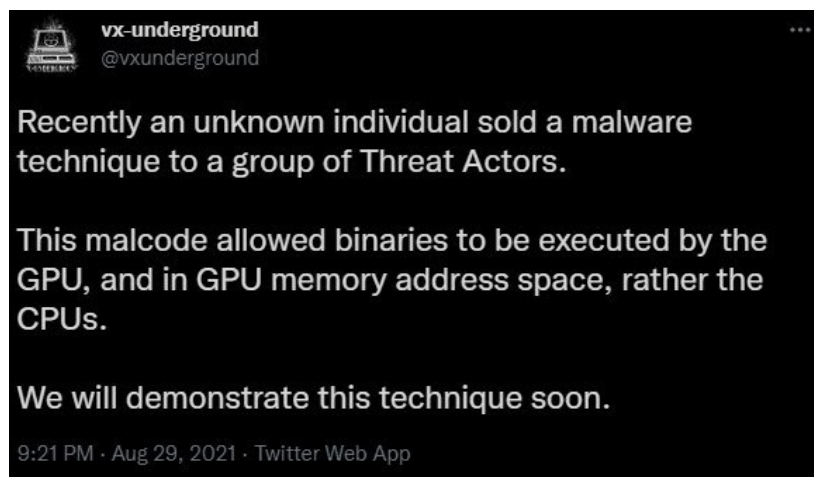 vx-underground
@vxunderground
Recently an unknown individual sold a malware
technique to a group of Threat Actors.
This malcode allowed binaries to be executed by the
GPU, and in GPU memory address space, rather the
CPUs.
We will demonstrate this technique soon.
9:21 PM · Aug 29, 2021 · Twitter Web App